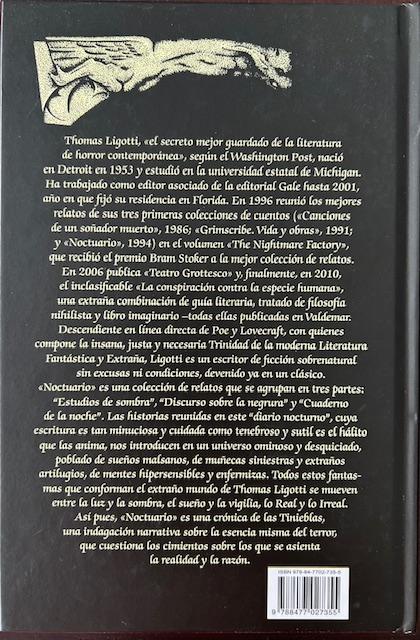 Thomas Ligotti, «el secreto mejor guardado de la literatura
de horror contemporánea», según el Washington Post, nació
en Detroit en 1953 y estudió en la universidad estatal de Michigan.
Ha trabajado como editor asociado de la editorial Gale hasta 2001,
año en que fijó su residencia en Florida. En 1996 reunió los mejores
relatos de sus tres primeras colecciones de cuentos («Canciones
de un soñador muerto», 1986; «Grimscribe. Vida y obras», 1991;
y «Noctuario», 1994) en el volumen «The Nightmare Factory»,
que recibió el premio Bram Stoker a la mejor colección de relatos.
En 2006 publica «Teatro Grottesco» y, finalmente, en 2010,
el inclasificable «La conspiración contra la especie humana»,
una extraña combinación de guía literaria, tratado de filosofía
nihilista y libro imaginario –todas ellas publicadas en Valdemar.
Descendiente en línea directa de Poe y Lovecraft, con quienes
compone la insana, justa y necesaria Trinidad de la moderna Literatura
Fantástica y Extraña, Ligotti es un escritor de ficción sobrenatural
sin excusas ni condiciones, devenido ya en un clásico.
«Noctuario» es una colección de relatos que se agrupan en tres partes:
“Estudios de sombra”, “Discurso sobre la negrura” y “Cuaderno
de la noche”. Las historias reunidas en este “diario nocturno”, cuya
escritura es tan minuciosa y cuidada como tenebroso y sutil es el hálito
que las anima, nos introducen en un universo ominoso y desquiciado,
poblado de sueños malsanos, de muñecas siniestras y extraños
artilugios, de mentes hipersensibles y enfermizas. Todos estos fantas-
mas que conforman el extraño mundo de Thomas Ligotti se mueven
entre la luz y la sombra, el sueño y la vigilia, lo Real y lo Irreal.
Así pues, «Noctuario» es una crónica de las Tinieblas,
una indagación narrativa sobre la esencia misma del terror,
que cuestiona los cimientos sobre los que se asienta
la realidad y la razón.
ISBN 978-84-7702-735-5
9 788477 027355